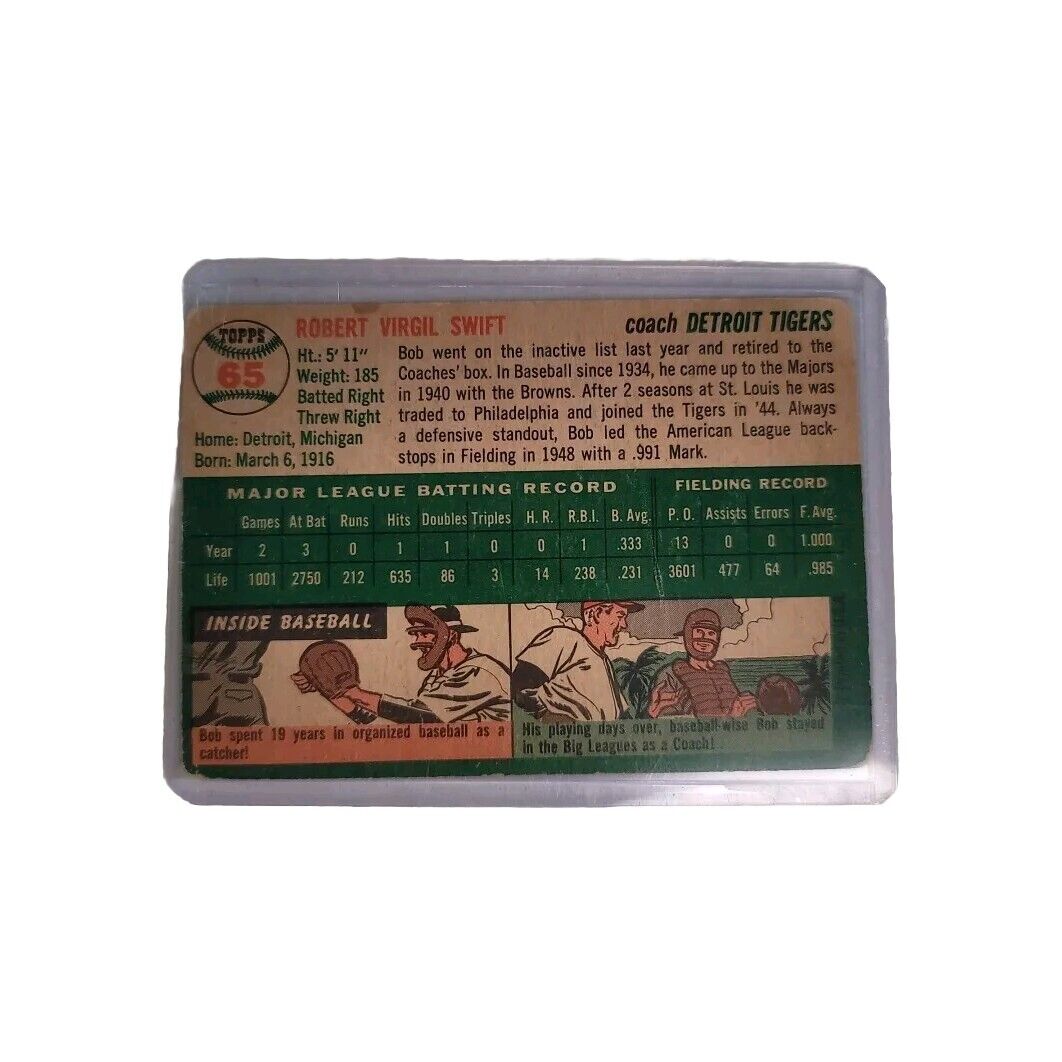 TOPPS
65
ROBERT VIRGIL SWIFT
coach DETROIT TIGERS
Ht.: 5' 11"
Weight: 185
Batted Right
Threw Right
Home: Detroit, Michigan
Born: March 6, 1916
Bob went on the inactive list last year and retired to the
Coaches' box. In Baseball since 1934, he came up to the Majors
in 1940 with the Browns. After 2 seasons at St. Louis he was
traded to Philadelphia and joined the Tigers in '44. Always
a defensive standout, Bob led the American League back-
stops in Fielding in 1948 with a .991 Mark.
MAJOR LEAGUE BATTING RECORD FIELDING RECORD
Games At Bat Runs Hits Doubles Triples H. R. R.B.I. B. Avg. P. O. Assists Errors F. Avg.
Year 2 3 0 1 1 0 0 1 .333 13 0 0 1.000
Life 1001 2750 212 635 86 3 14 238 .231 3601 477 64 .985
INSIDE BASEBALL
Bob spent 19 years in organized baseball as a
catcher!
His playing days over, baseball-wise Bob stayed
in the Big Leagues as a Coach!